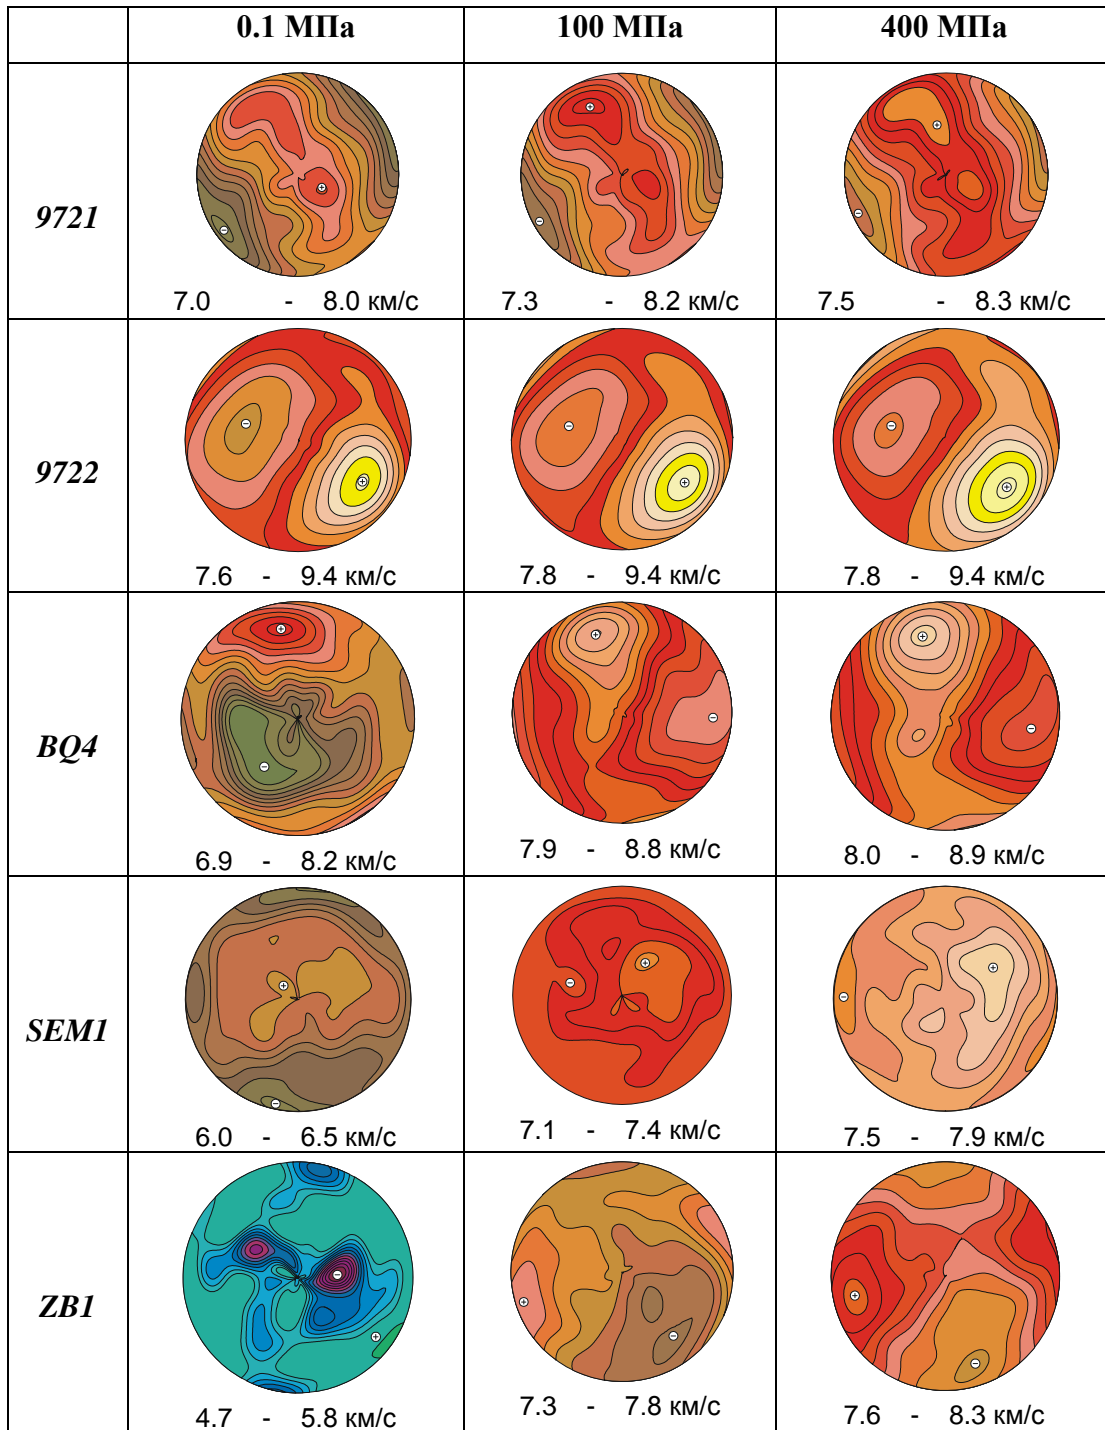 0.1 МПа 100 МПа 400 МПа
9721
7.0 - 8.0 км/с 7.3 - 8.2 км/с 7.5 - 8.3 км/с
9722
7.6 - 9.4 км/с 7.8 - 9.4 км/с 7.8 - 9.4 км/с
BQ4
6.9 - 8.2 км/с 7.9 - 8.8 км/с 8.0 - 8.9 км/с
SEM1
6.0 - 6.5 км/с 7.1 - 7.4 км/с 7.5 - 7.9 км/с
ZB1
4.7 - 5.8 км/с 7.3 - 7.8 км/с 7.6 - 8.3 км/с